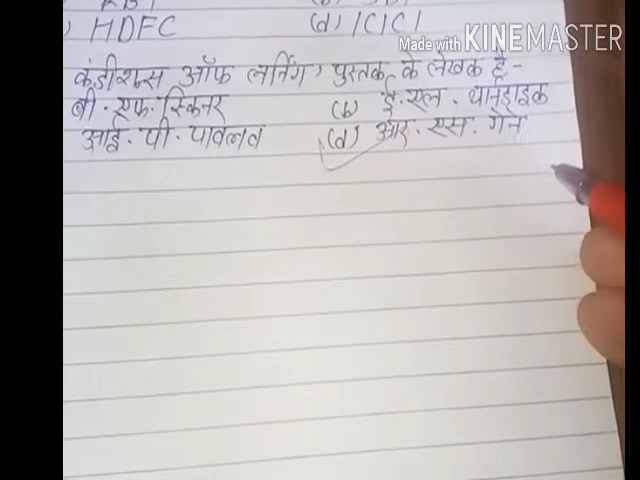 ) HDFC (d) ICICI
Made with KINEMASTER
कंडीशन्स ऑफ लर्निंग, पुस्तक के लेखक है -
बी. एफ. स्किनर (b) ई. एल. थार्नडाइक
आई. पी. पावलव (d) आर. एस. गेने